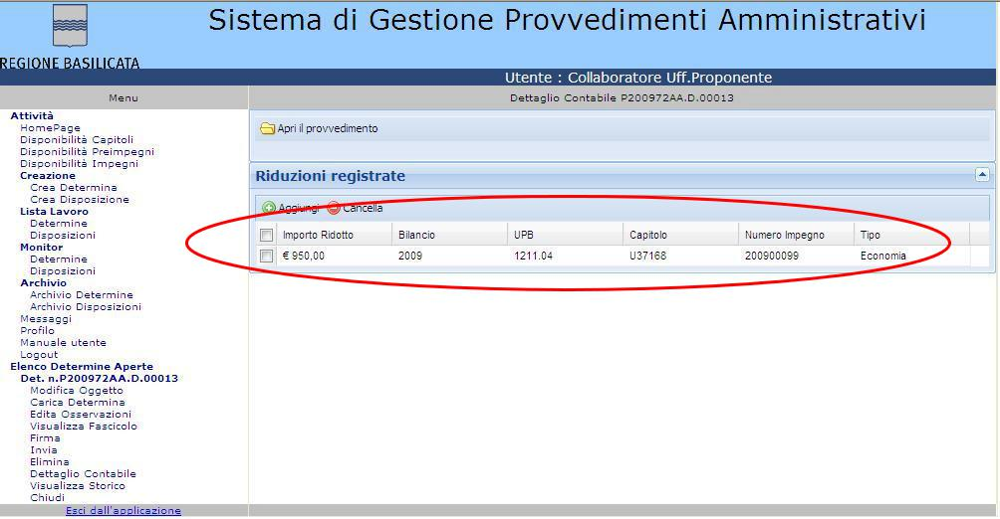 Sistema di Gestione Provvedimenti Amministrativi
REGIONE BASILICATA
Utente : Collaboratore Uff.Proponente
Menu
Dettaglio Contabile P200972AA.D.00013
Attività
HomePage
Disponibilità Capitoli
Disponibilità Preimpegni
Disponibilità Impegni
Creazione
Crea Determina
Crea Disposizione
Lista Lavoro
Determine
Disposizioni
Monitor
Determine
Disposizioni
Archivio
Archivio Determine
Archivio Disposizioni
Messaggi
Profilo
Manuale utente
Logout
Elenco Determine Aperte
Det. n.P200972AA.D.00013
Modifica Oggetto
Carica Determina
Edita Osservazioni
Visualizza Fascicolo
Firma
Invia
Elimina
Dettaglio Contabile
Visualizza Storico
Chiudi
Esci dall'applicazione
Apri il provvedimento
Riduzioni registrate
Aggiungi Cancella
Importo Ridotto Bilancio UPB Capitolo Numero Impegno Tipo
€ 950,00 2009 1211.04 U37168 200900099 Economia